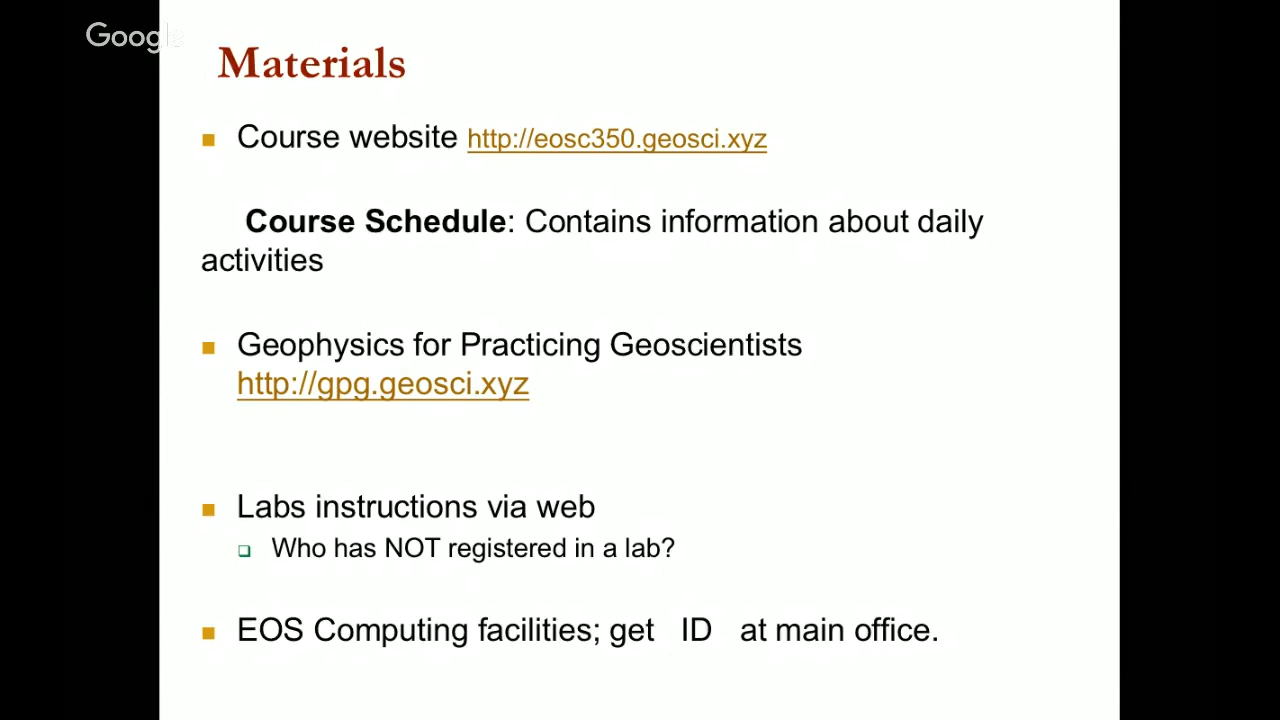 Google
Materials
Course website http://eosc350.geosci.xyz
Course Schedule: Contains information about daily
activities
Geophysics for Practicing Geoscientists
http://gpg.geosci.xyz
Labs instructions via web
Who has NOT registered in a lab?
EOS Computing facilities; get ID at main office.